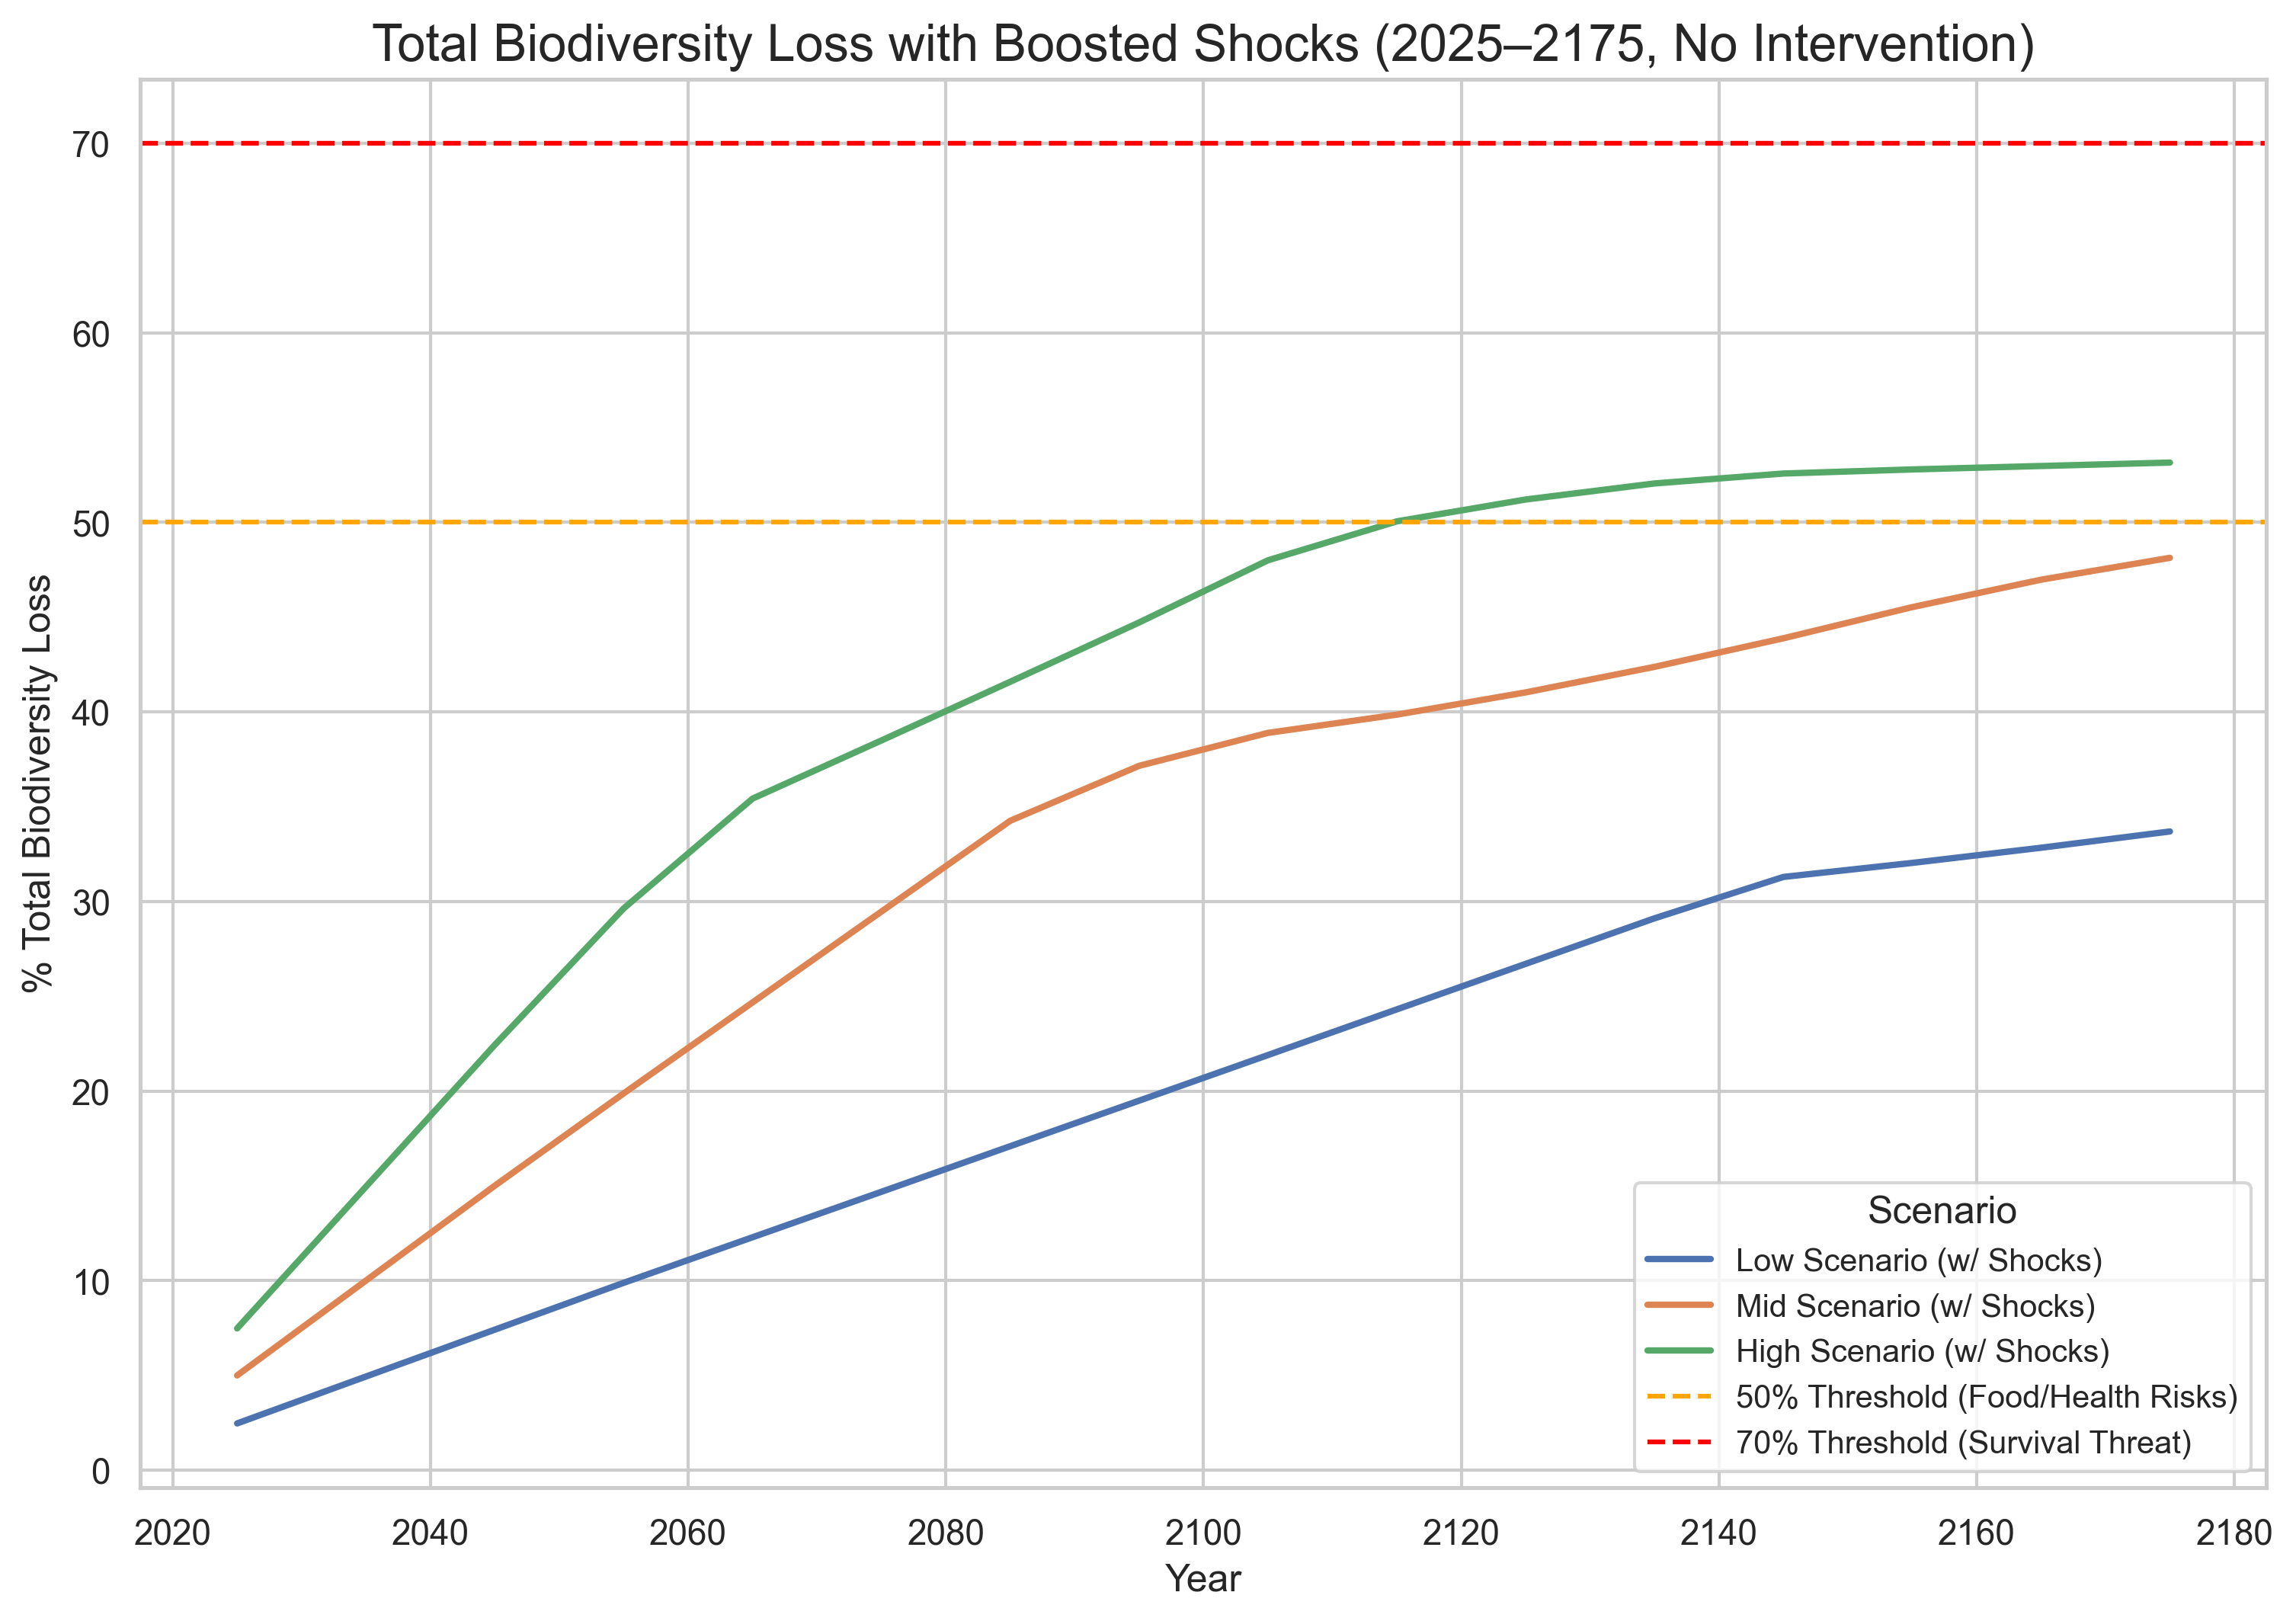 Total Biodiversity Loss with Boosted Shocks (2025–2175, No Intervention)
% Total Biodiversity Loss
70
60
50
40
30
20
10
0
Scenario
Low Scenario (w/ Shocks)
Mid Scenario (w/ Shocks)
High Scenario (w/ Shocks)
50% Threshold (Food/Health Risks)
70% Threshold (Survival Threat)
2020 2040 2060 2080 2100 2120 2140 2160 2180
Year